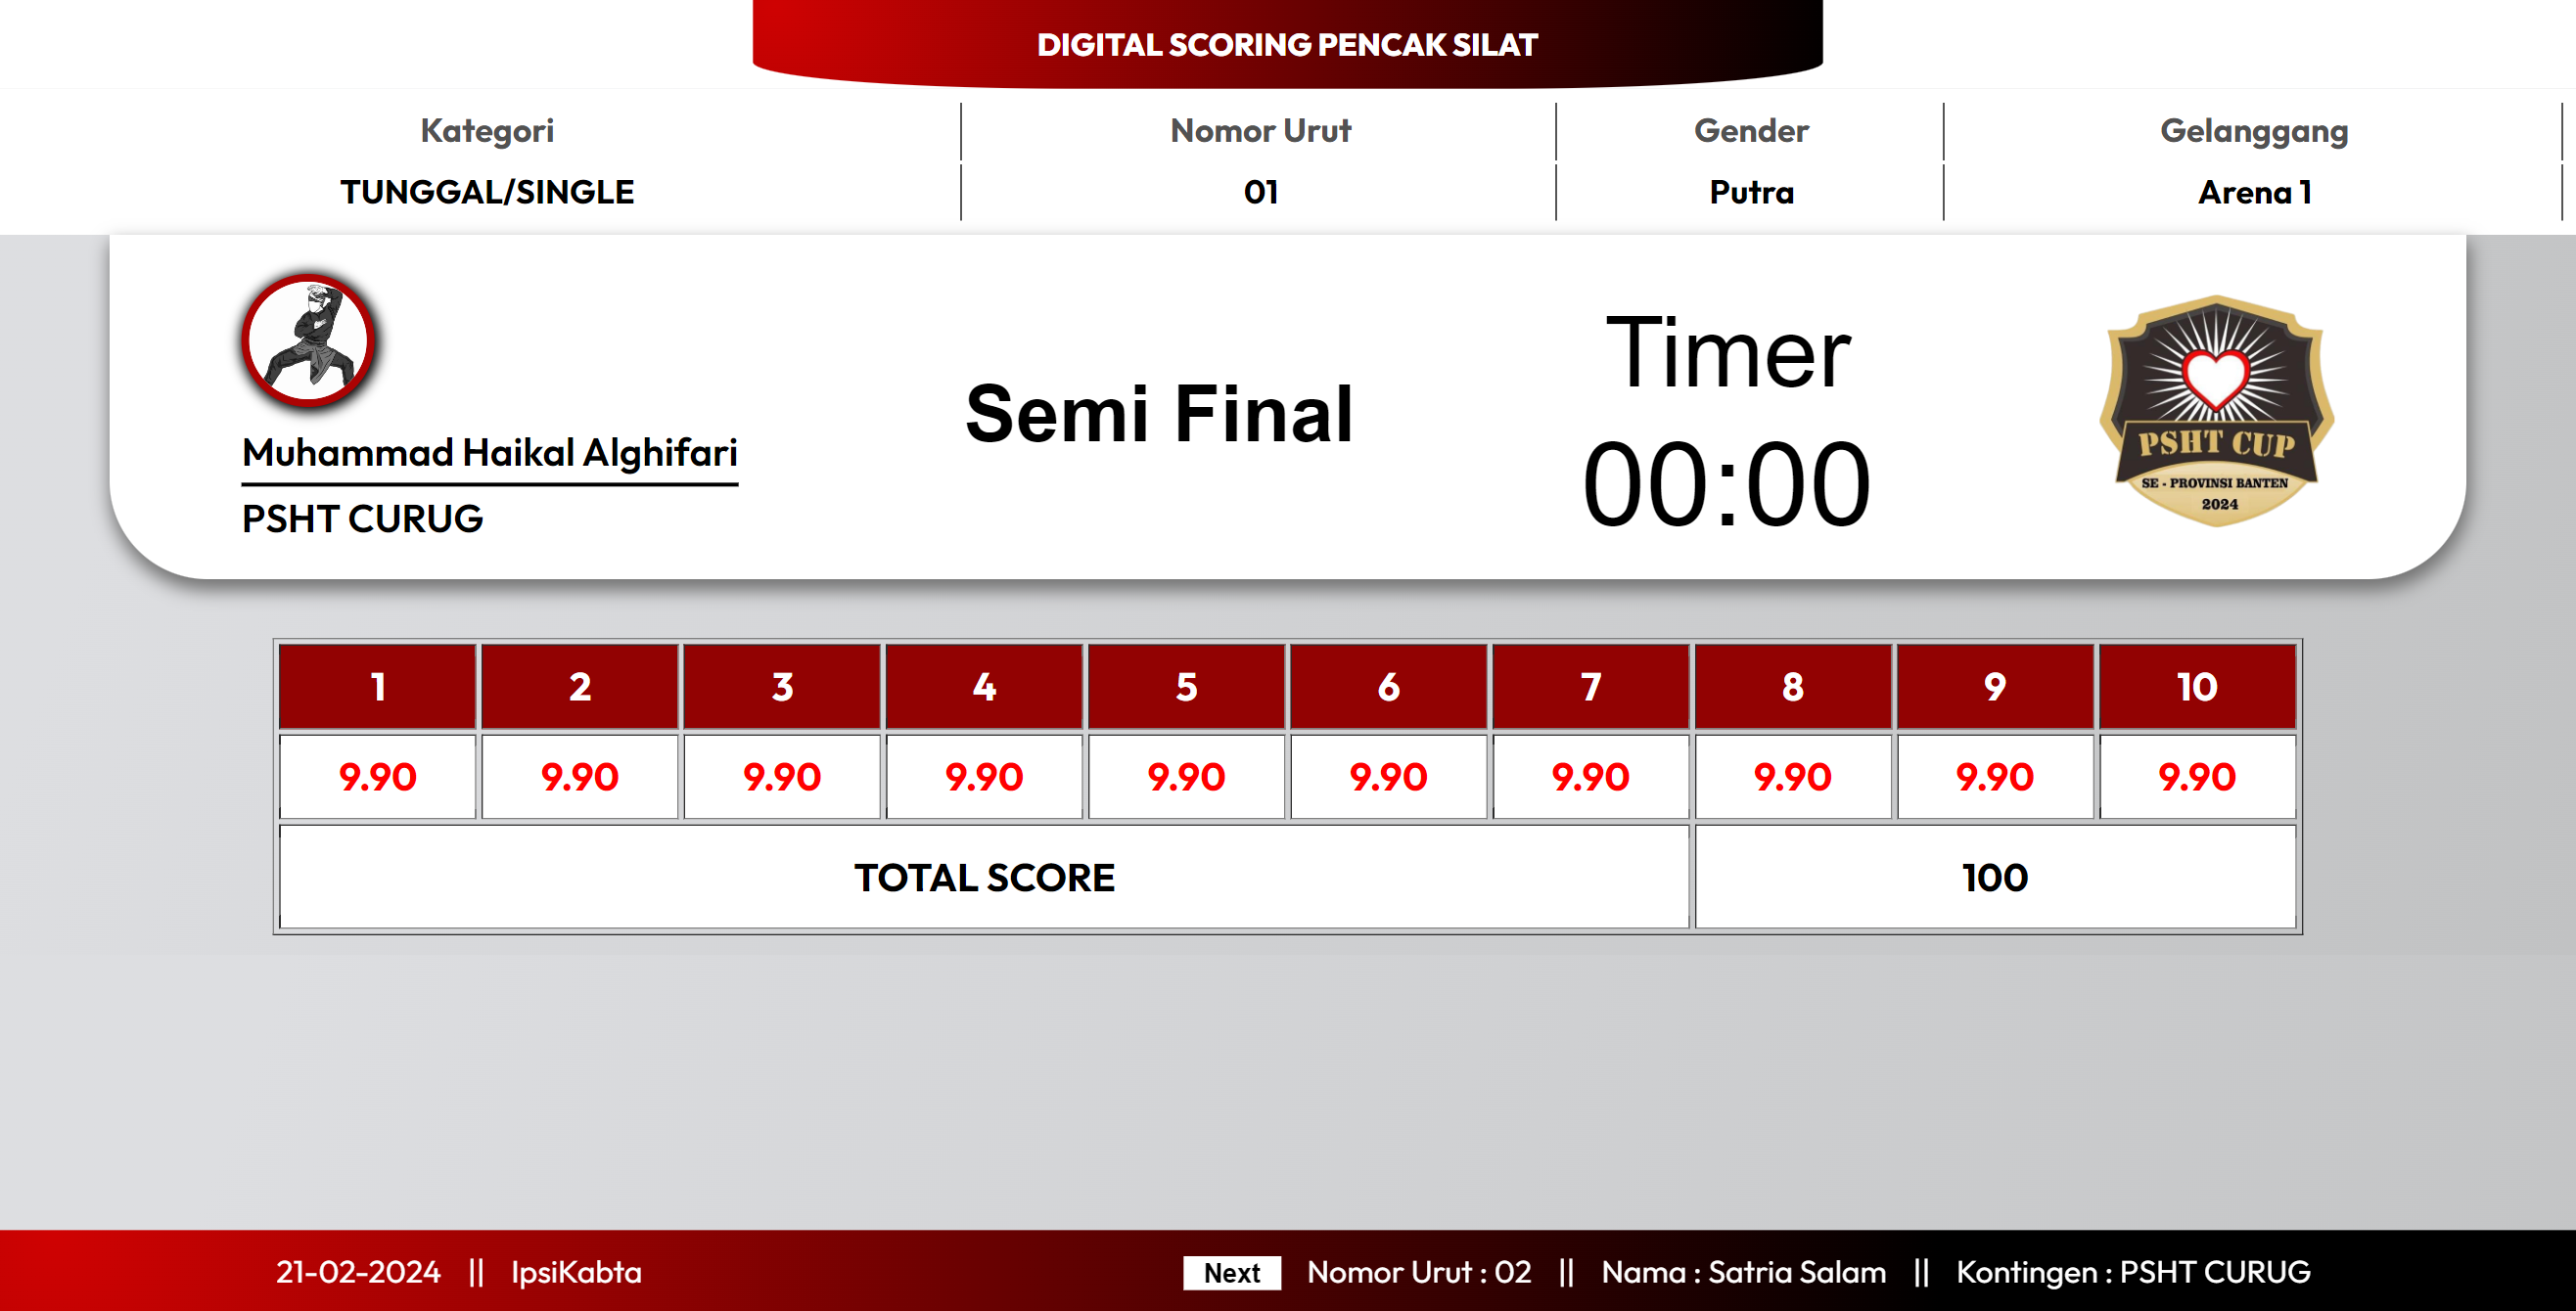 DIGITAL SCORING PENCAK SILAT
Kategori Nomor Urut Gender Gelanggang
TUNGGAL/SINGLE 01 Putra Arena 1
Muhammad Haikal Alghifari
PSHT CURUG
Semi Final
Timer
00:00
PSHT CUP
SE - PROVINSI BANTEN
2024
1 2 3 4 5 6 7 8 9 10
9.90 9.90 9.90 9.90 9.90 9.90 9.90 9.90 9.90 9.90
TOTAL SCORE 100
21-02-2024 || IpsiKabta Next Nomor Urut : 02 || Nama : Satria Salam || Kontingen : PSHT CURUG